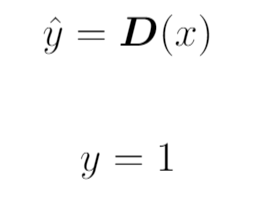 ŷ = D(x)
y = 1